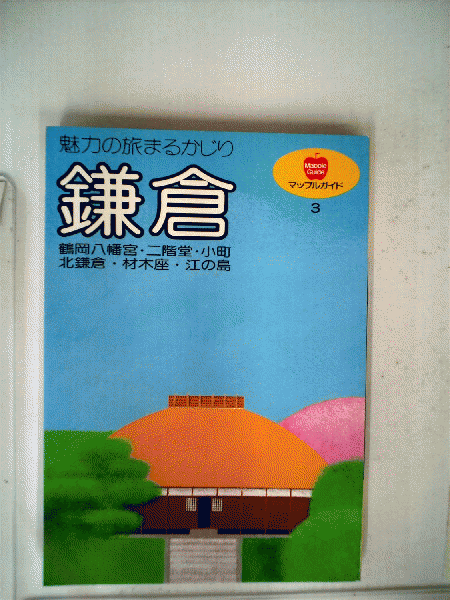 魅力の旅まるかじり
鎌倉
鶴岡八幡宮・二階堂・小町
北鎌倉・材木座・江の島
Mapple
Guide
マップルガイド
3